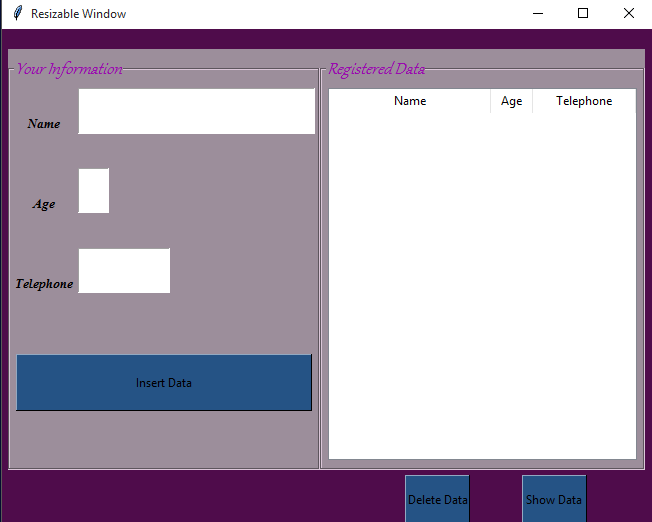 Resizable Window
Your Information
Name
Age
Telephone
Insert Data
Registered Data
Name Age Telephone
Delete Data Show Data